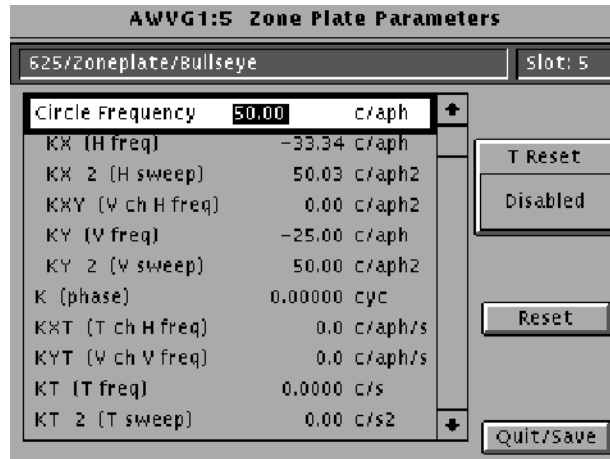 AWVG1:5 Zone Plate Parameters
625/Zoneplate/Bullseye Slot: 5
Circle Frequency 50.00 c/aph
KX (H freq) -33.34 c/aph
KX 2 (H sweep) 50.03 c/aph2
KXY (V ch H freq) 0.00 c/aph2
KY (V freq) -25.00 c/aph
KY 2 (V sweep) 50.00 c/aph2
K (phase) 0.00000 cyc
KXT (T ch H freq) 0.0 c/aph/s
KYT (V ch V freq) 0.0 c/aph/s
KT (T freq) 0.0000 c/s
KT 2 (T sweep) 0.00 c/s2
T Reset
Disabled
Reset
Quit/Save